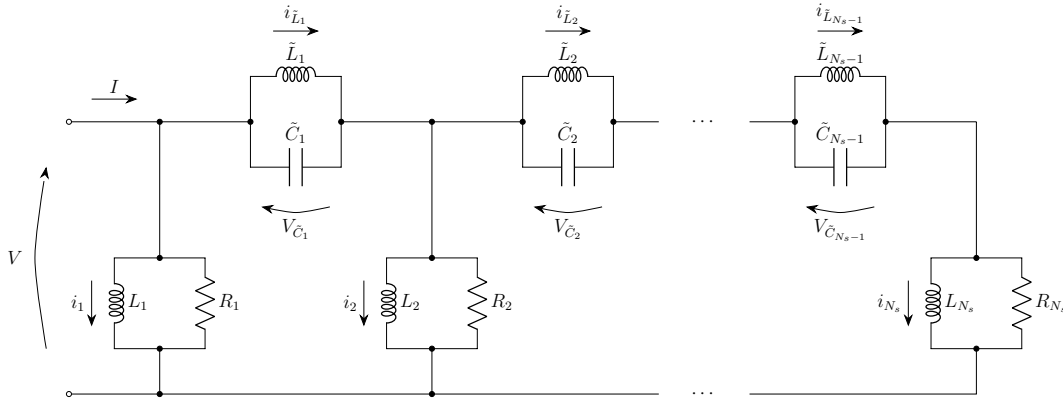 $i_{\tilde{L}_1}$ $i_{\tilde{L}_2}$ $i_{\tilde{L}_{N_s-1}}$
$\tilde{L}_1$ $\tilde{L}_2$ $\tilde{L}_{N_s-1}$
$I$
$\tilde{C}_1$ $\tilde{C}_2$ ... $\tilde{C}_{N_s-1}$
$V_{\tilde{C}_1}$ $V_{\tilde{C}_2}$ $V_{\tilde{C}_{N_s-1}}$
$V$
$i_1$ $L_1$ $R_1$ $i_2$ $L_2$ $R_2$ $i_{N_s}$ $L_{N_s}$ $R_{N_s}$
...